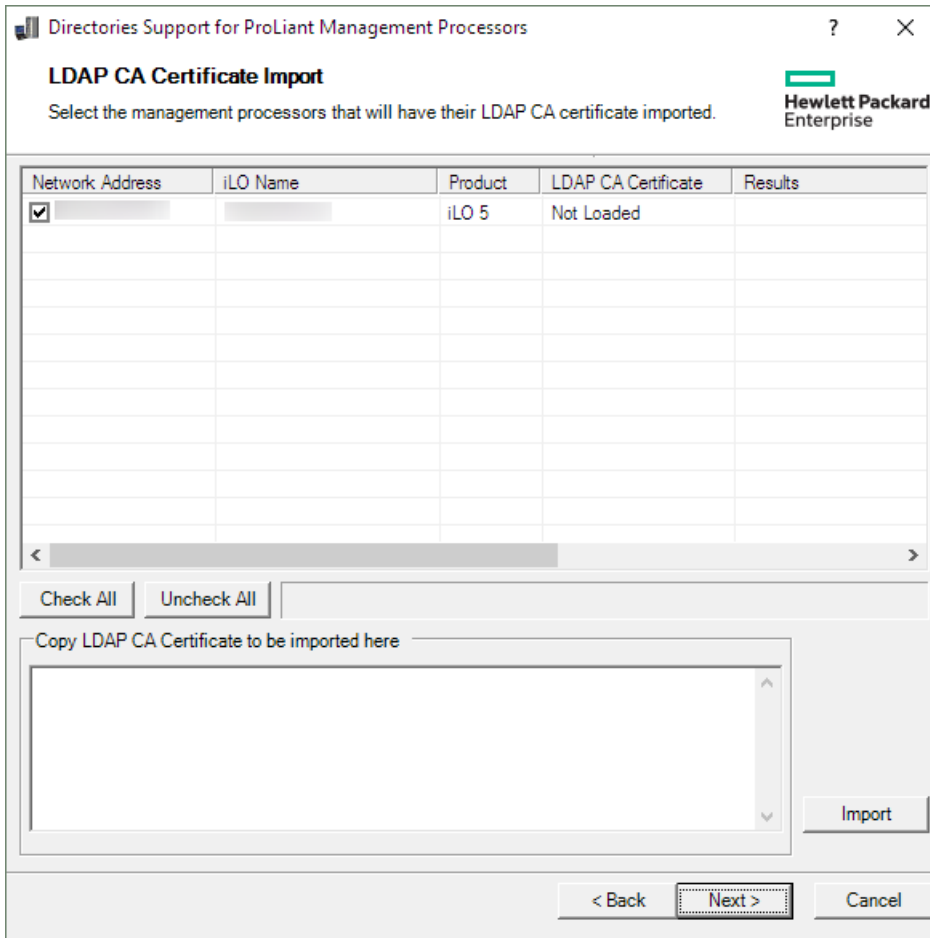 Directories Support for ProLiant Management Processors ? ×
LDAP CA Certificate Import
Select the management processors that will have their LDAP CA certificate imported.
Hewlett Packard
Enterprise
Network Address iLO Name Product LDAP CA Certificate Results
iLO 5 Not Loaded
Check All Uncheck All
Copy LDAP CA Certificate to be imported here
Import
< Back Next > Cancel